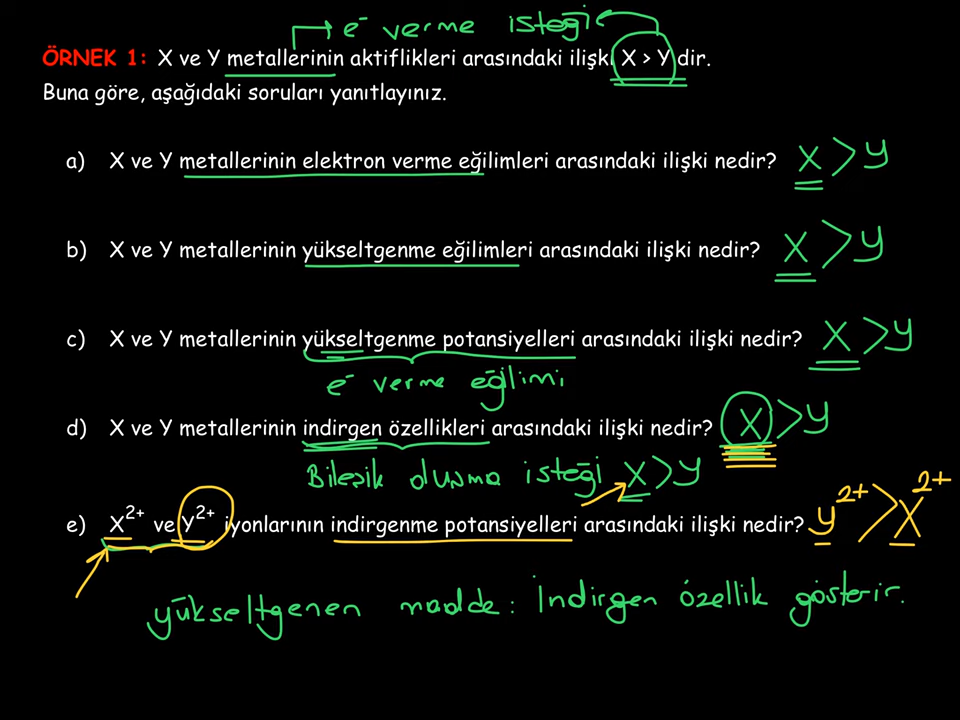 e⁻ verme isteği
ÖRNEK 1: X ve Y metallerinin aktiflikleri arasındaki ilişki X > Y dir.
Buna göre, aşağıdaki soruları yanıtlayınız.
a) X ve Y metallerinin elektron verme eğilimleri arasındaki ilişki nedir? X > Y
b) X ve Y metallerinin yükseltgenme eğilimleri arasındaki ilişki nedir? X > Y
c) X ve Y metallerinin yükseltgenme potansiyelleri arasındaki ilişki nedir? X > Y
e⁻ verme eğilimi
d) X ve Y metallerinin indirgen özellikleri arasındaki ilişki nedir? X > Y
Bileşik oluşma isteği X > Y
e) X²⁺ ve Y²⁺ iyonlarının indirgenme potansiyelleri arasındaki ilişki nedir? Y²⁺ > X²⁺
yükseltgenen madde: İndirgen özellik gösterir.